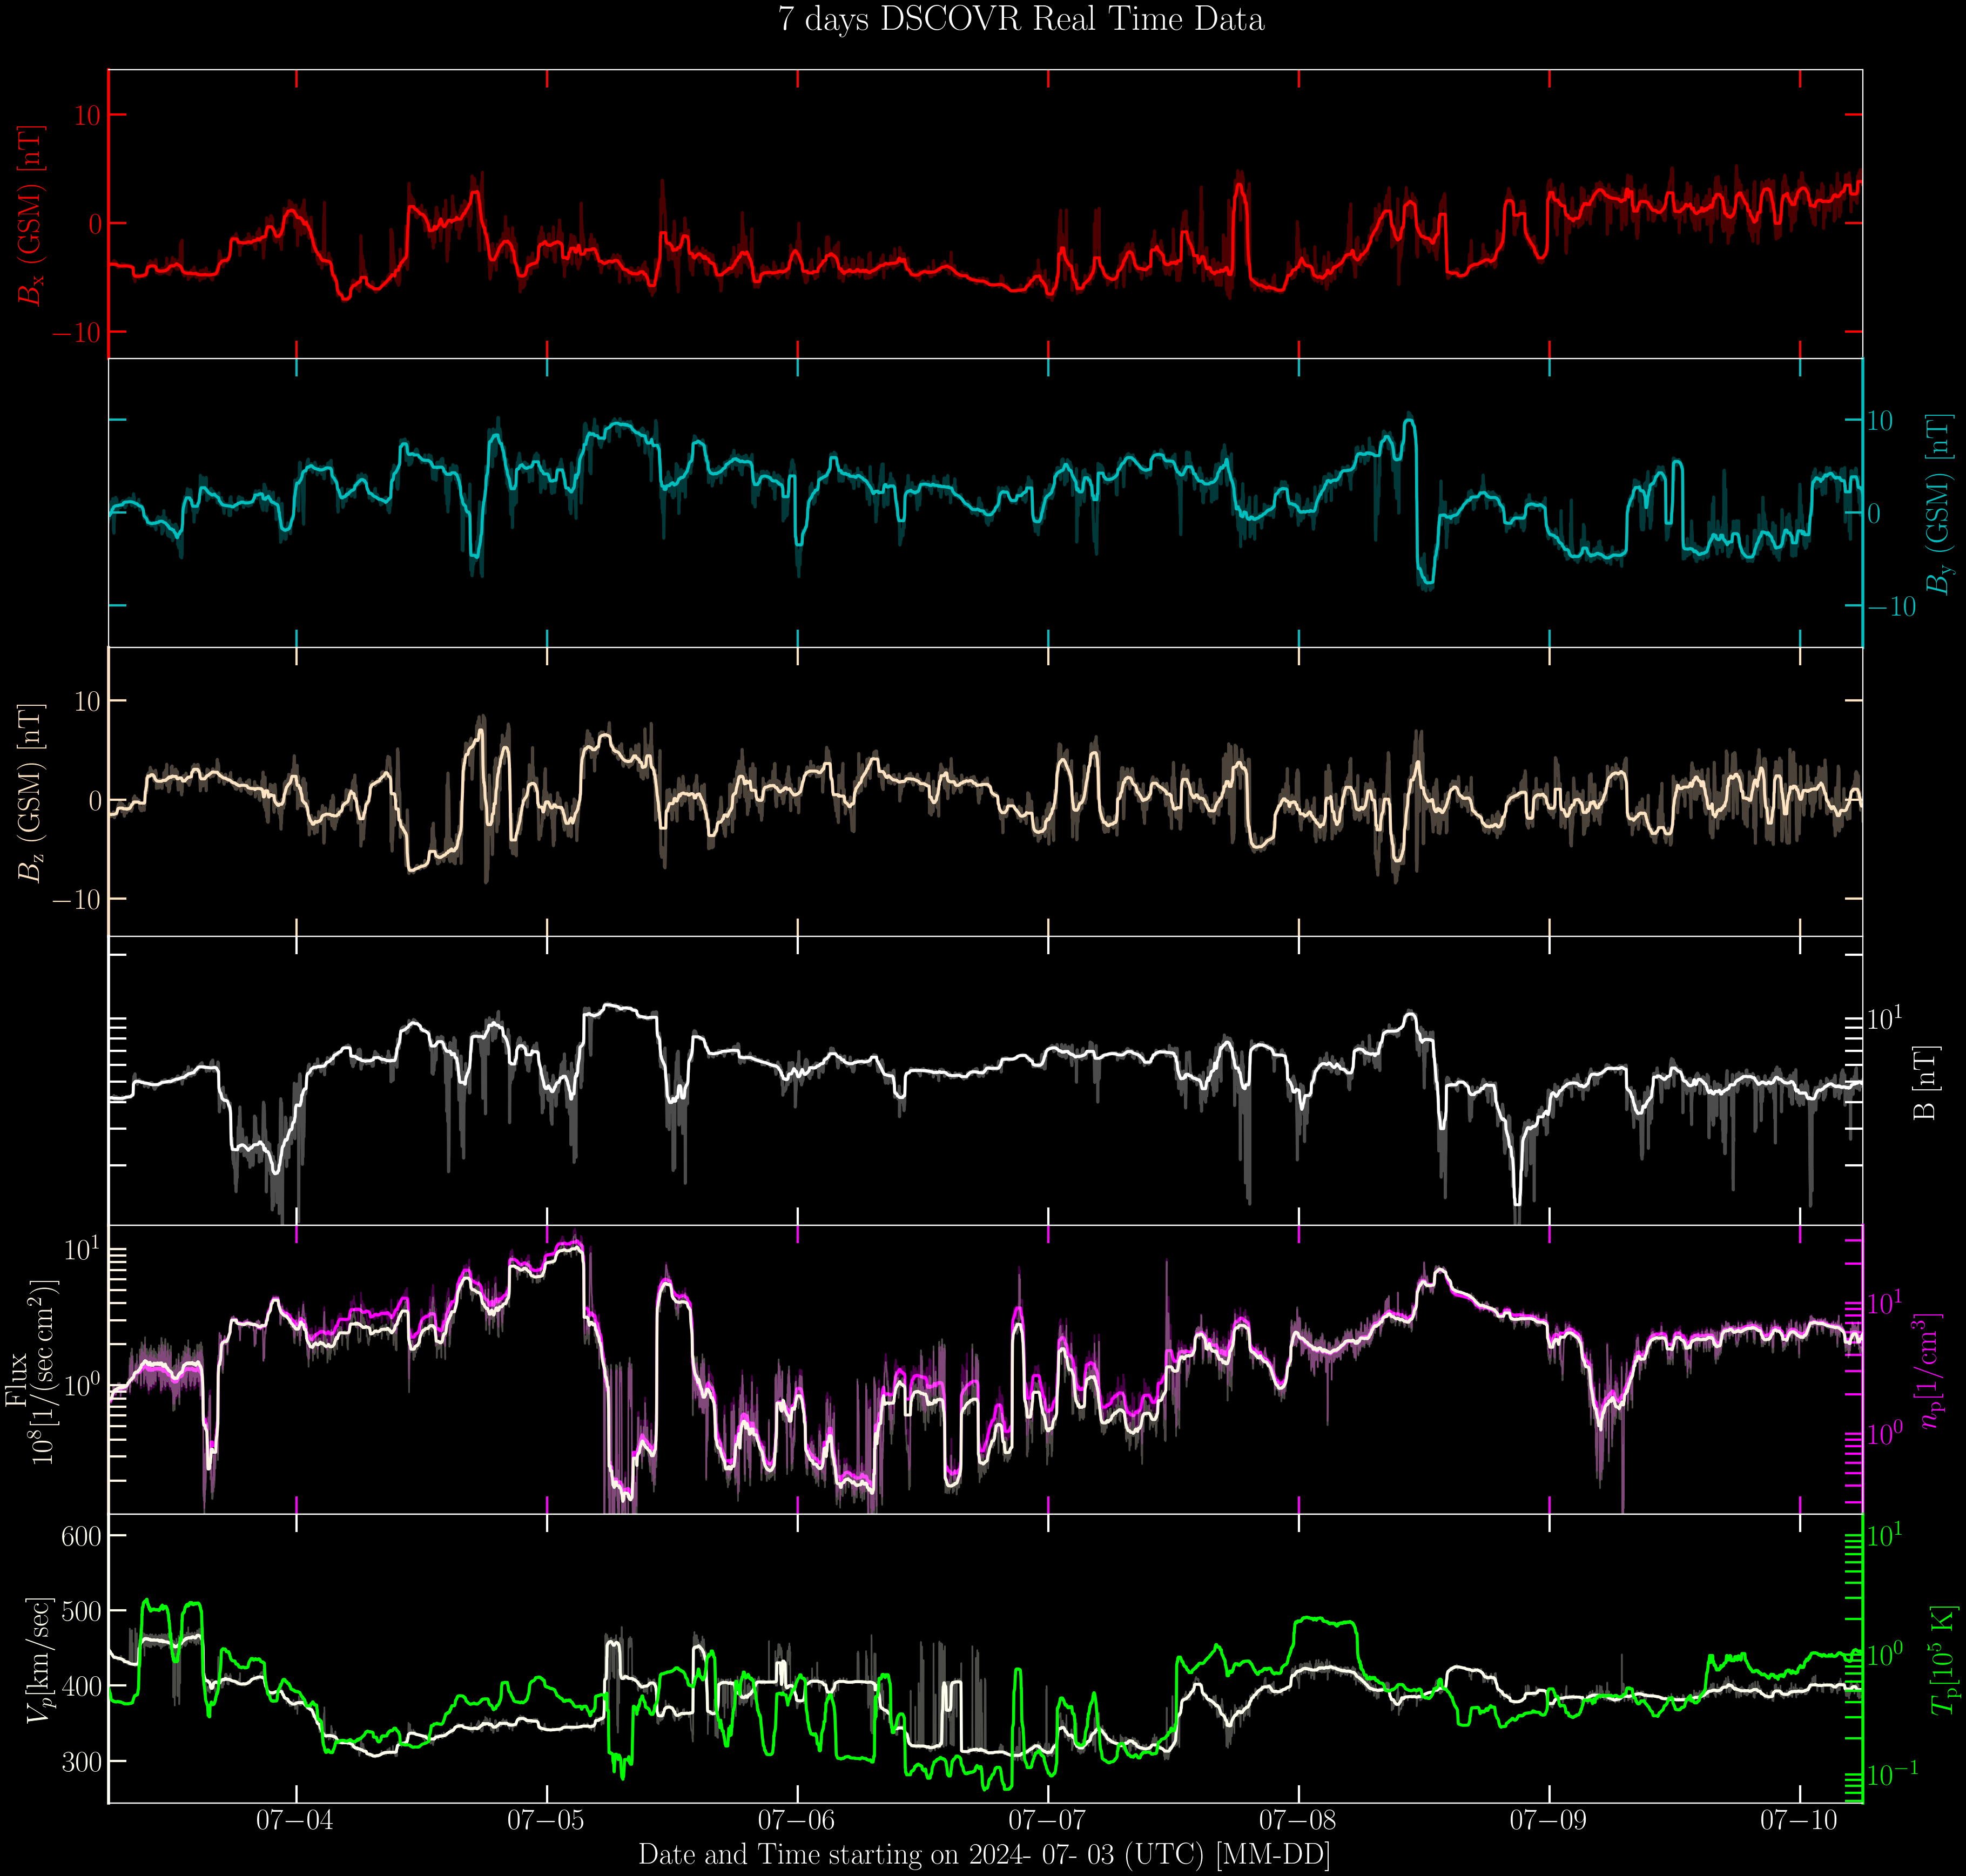 7 days DSCOVR Real Time Data
10
0
−10
Bx (GSM) [nT]
10
0
−10
By (GSM) [nT]
10
0
−10
Bz (GSM) [nT]
10¹
B [nT]
10¹
10⁰
Flux
10⁸[1/(sec cm²)]
10¹
10⁰
np[1/cm³]
600
500
400
300
Vp[km/sec]
10¹
10⁰
10−¹
Tp[10⁵ K]
07−04 07−05 07−06 07−07 07−08 07−09 07−10
Date and Time starting on 2024- 07- 03 (UTC) [MM-DD]